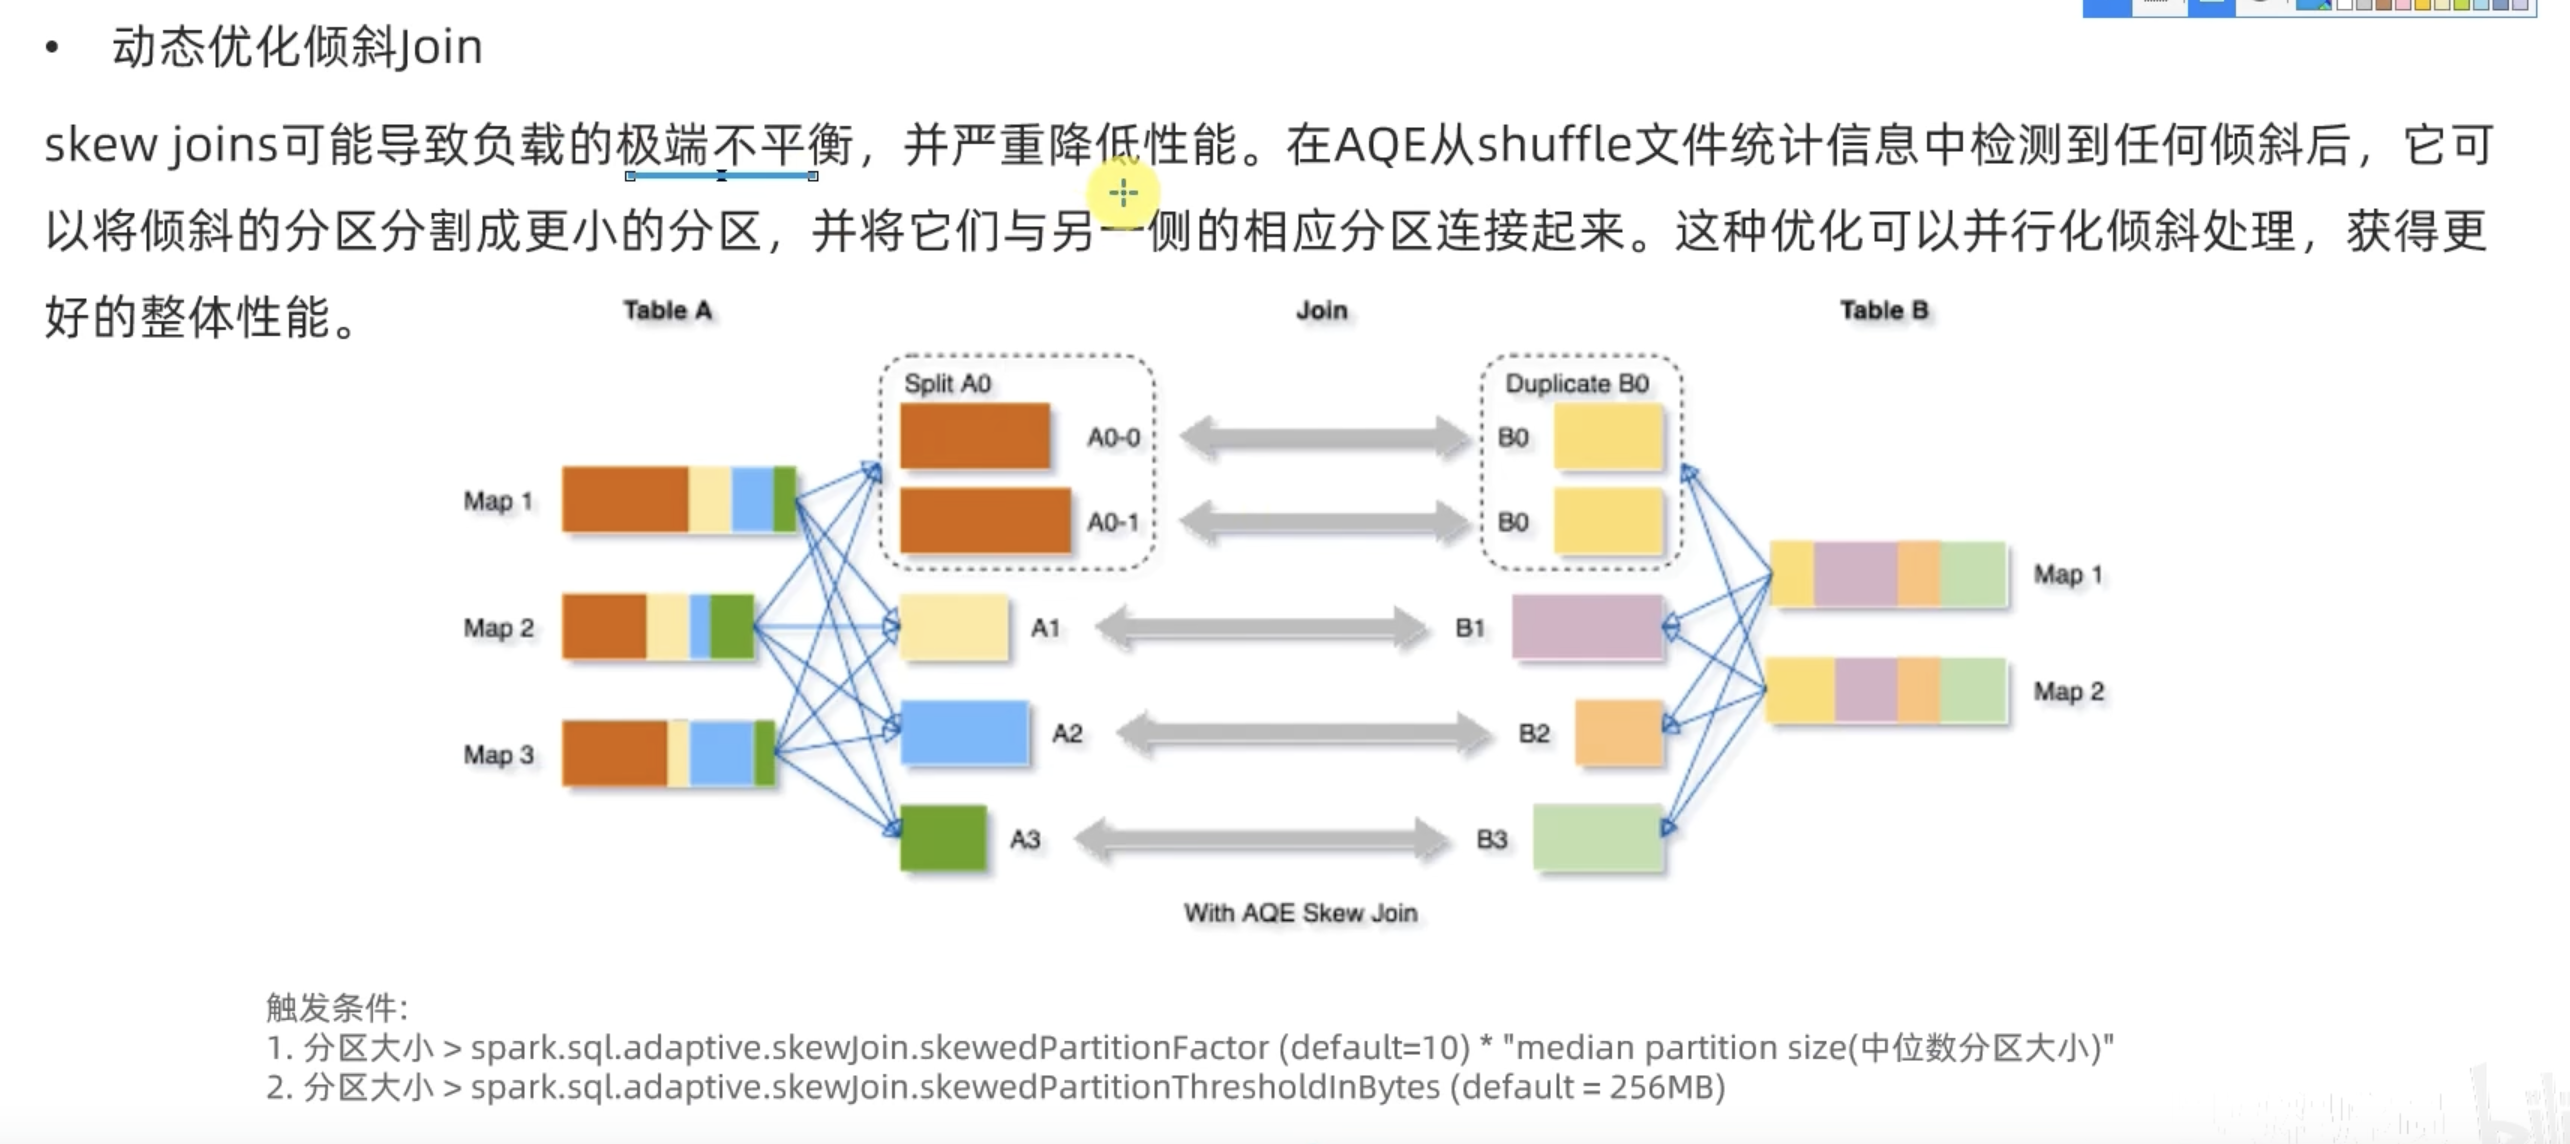 • 动态优化倾斜Join
skew joins可能导致负载的极端不平衡，并严重降低性能。在AQE从shuffle文件统计信息中检测到任何倾斜后，它可
以将倾斜的分区分割成更小的分区，并将它们与另一侧的相应分区连接起来。这种优化可以并行化倾斜处理，获得更
好的整体性能。
Table A
Join
Table B
Split A0
Duplicate B0
A0-0
B0
Map 1
A0-1
B0
Map 1
Map 2
A1
B1
Map 2
Map 3
A2
B2
A3
B3
With AQE Skew Join
触发条件:
1. 分区大小 > spark.sql.adaptive.skewJoin.skewedPartitionFactor (default=10) * "median partition size(中位数分区大小)"
2. 分区大小 > spark.sql.adaptive.skewJoin.skewedPartitionThresholdInBytes (default = 256MB)